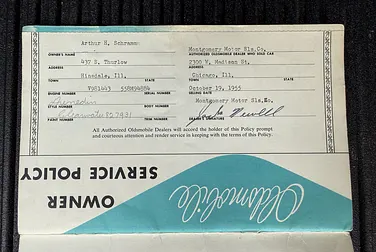 Arthur H. Schramm Montgomery Motor Sls.Co.
OWNER'S NAME AUTHORIZED OLDSMOBILE DEALER WHO SOLD CAR
437 S. Thurlow 2300 W. Madison St.
ADDRESS ADDRESS
Hinsdale, Ill. Chicago, Ill.
TOWN STATE TOWN STATE
V981443 558M94884 October 19, 1955
ENGINE NUMBER SERIAL NUMBER SELLING DATE
Montgomery Motor Sls.Co.
STYLE NUMBER BODY NUMBER
PAINT NUMBER TRIM NUMBER DEALER'S SIGNATURE
All Authorized Oldsmobile Dealers will accord the holder of this Policy prompt
and courteous attention and render service in keeping with the terms of this Policy.
Oldsmobile
OWNER
SERVICE POLICY